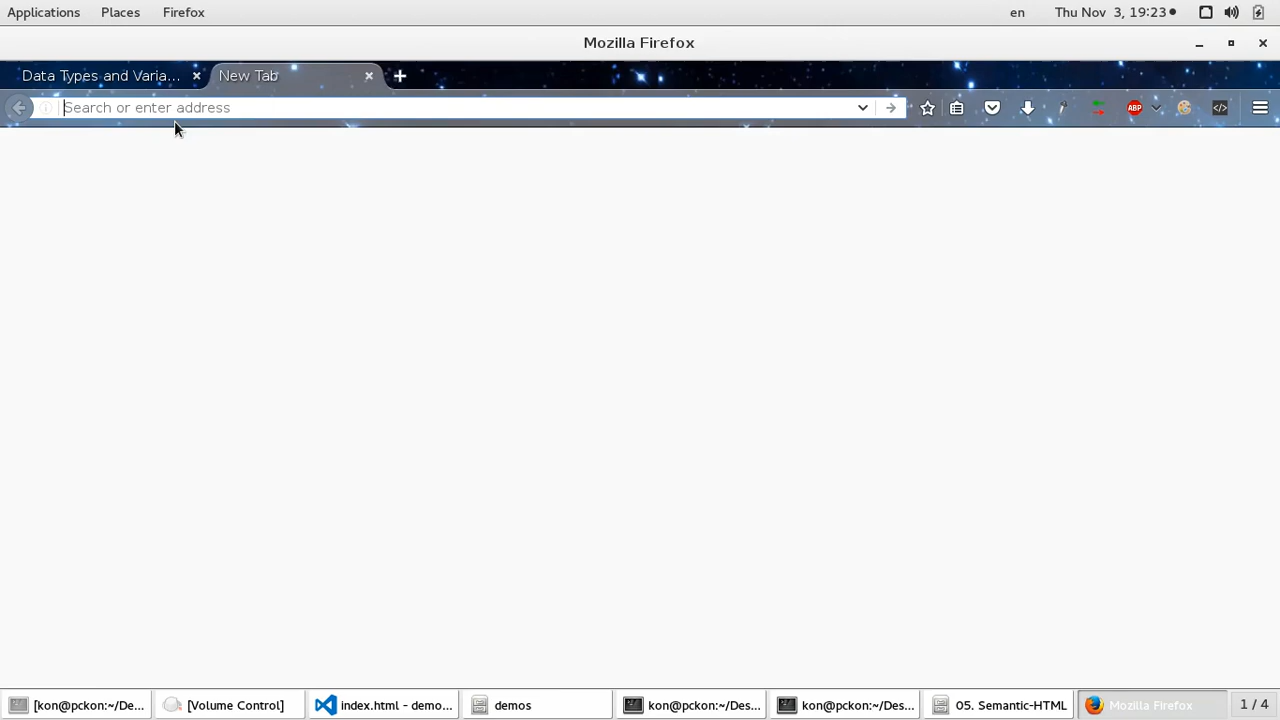 Applications Places Firefox en Thu Nov 3, 19:23
Mozilla Firefox
Data Types and Varia... New Tab
Search or enter address ABP
[kon@pckon:~/De... [Volume Control] index.html - demo... demos kon@pckon:~/Des... kon@pckon:~/Des... 05. Semantic-HTML Mozilla Firefox 1 / 4